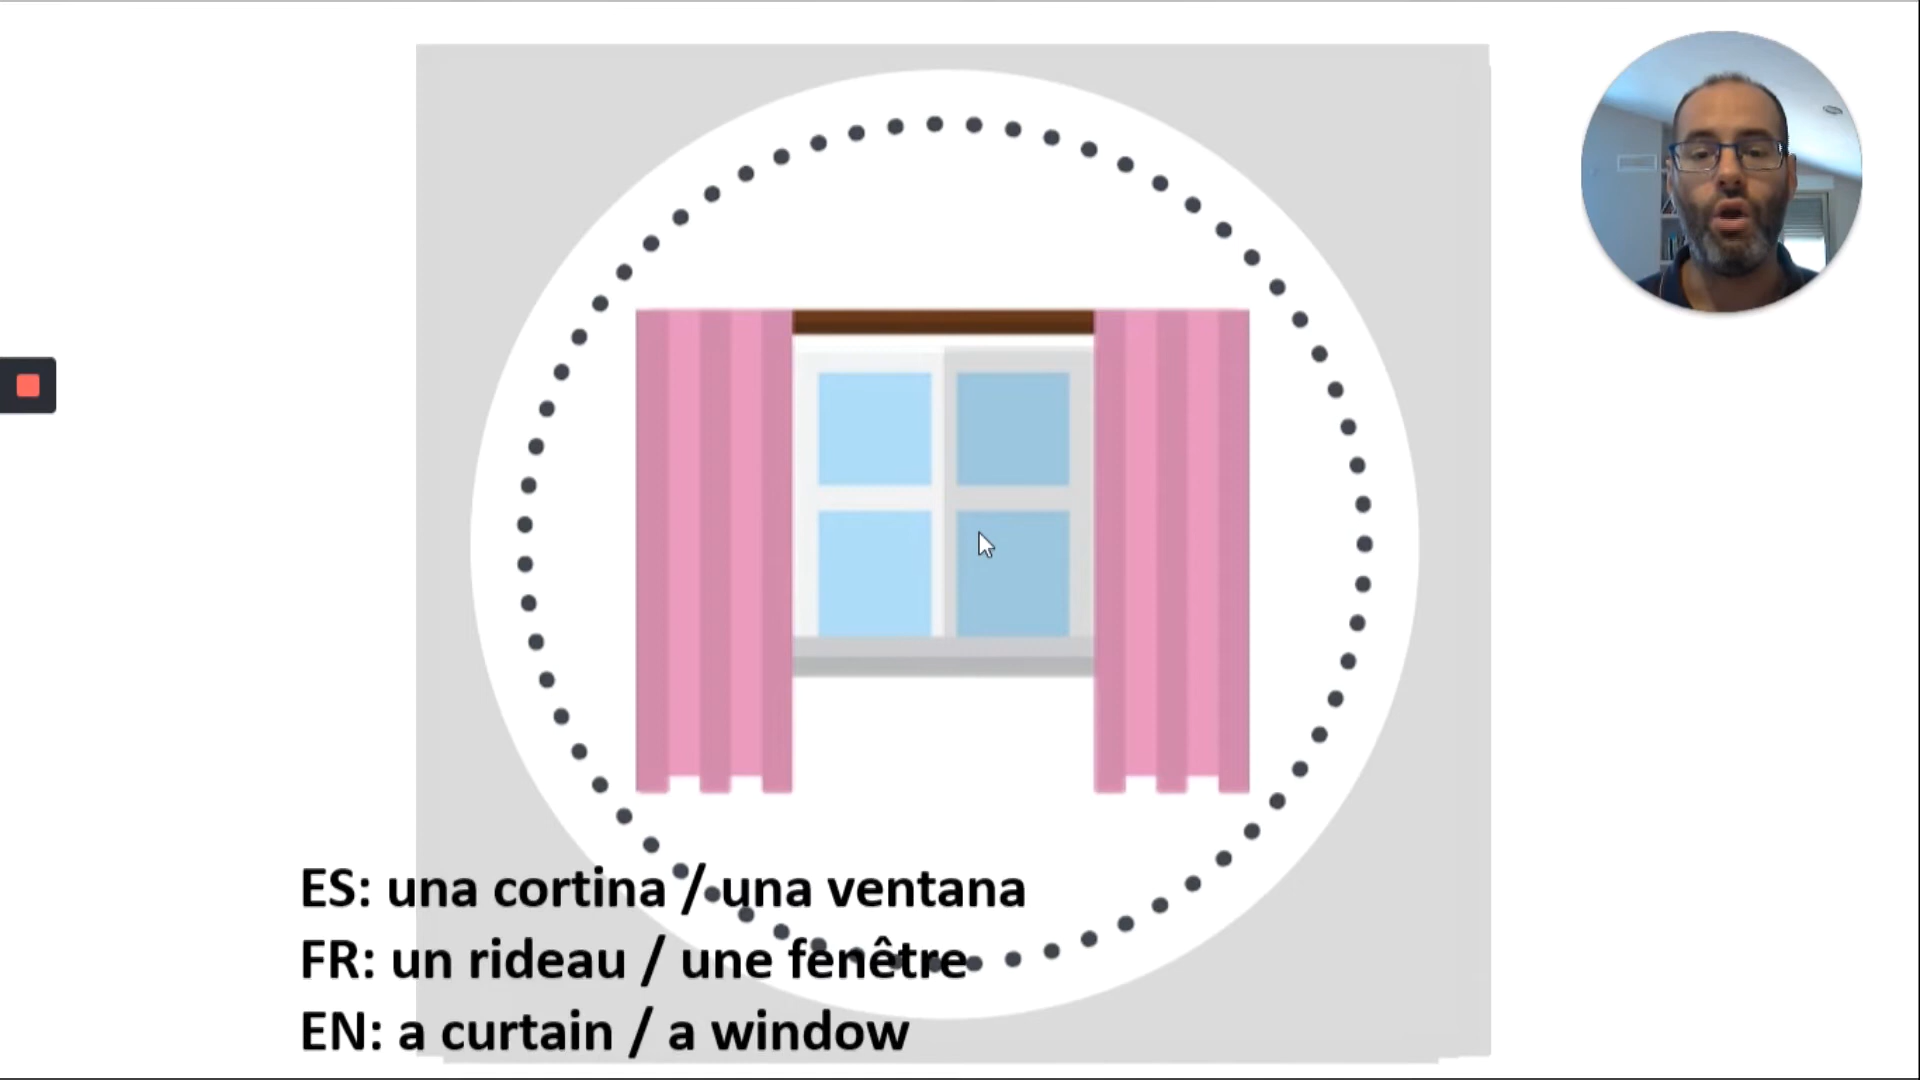 ES: una cortina / una ventana
FR: un rideau / une fenêtre
EN: a curtain / a window